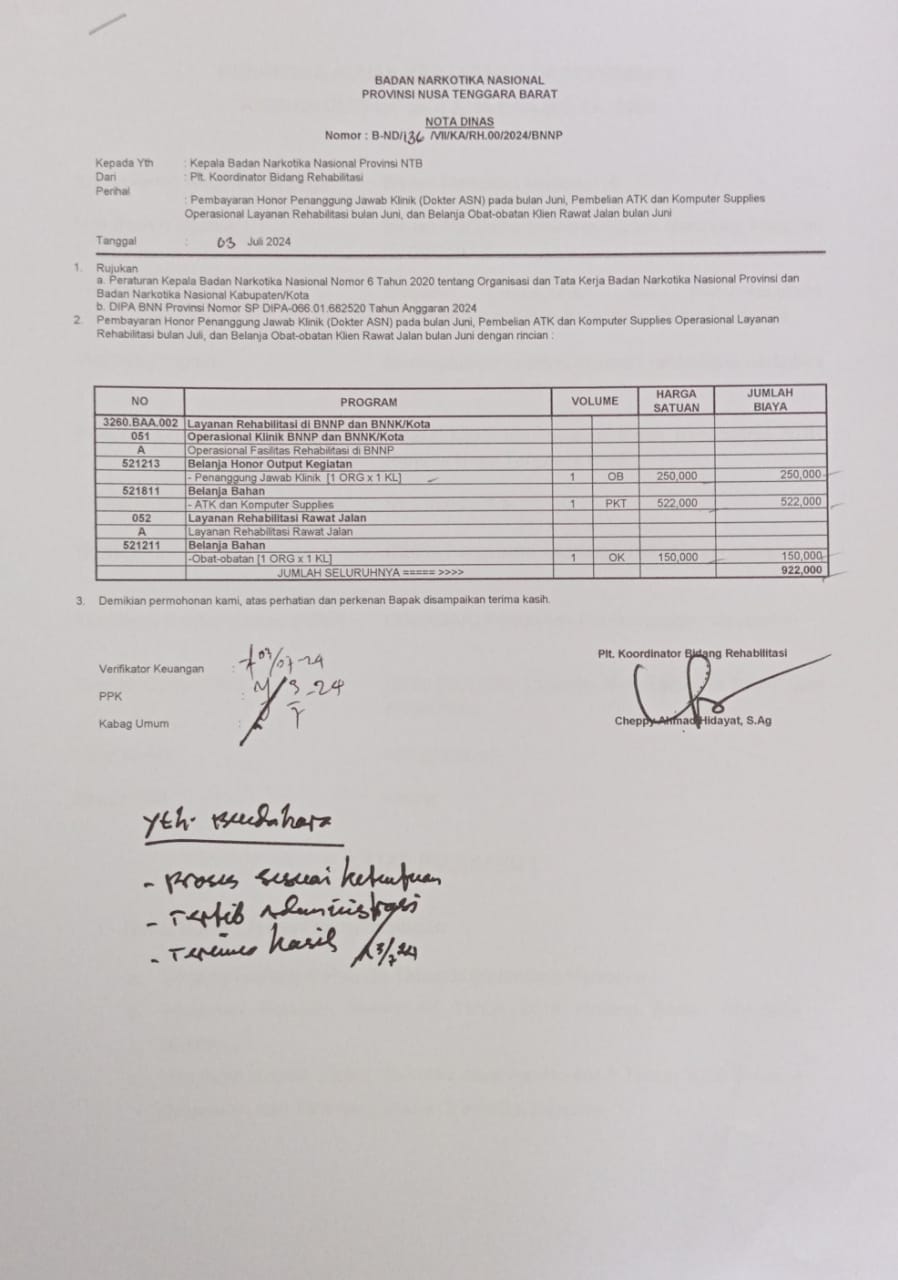 BADAN NARKOTIKA NASIONAL
PROVINSI NUSA TENGGARA BARAT
NOTA DINAS
Nomor : B-ND/136 /VII/KA/RH.00/2024/BNNP
Kepada Yth : Kepala Badan Narkotika Nasional Provinsi NTB
Dari : Plt. Koordinator Bidang Rehabilitasi
Perihal
: Pembayaran Honor Penanggung Jawab Klinik (Dokter ASN) pada bulan Juni, Pembelian ATK dan Komputer Supplies
Operasional Layanan Rehabilitasi bulan Juni, dan Belanja Obat-obatan Klien Rawat Jalan bulan Juni
Tanggal : 03 Juli 2024
1. Rujukan
a. Peraturan Kepala Badan Narkotika Nasional Nomor 6 Tahun 2020 tentang Organisasi dan Tata Kerja Badan Narkotika Nasional Provinsi dan
Badan Narkotika Nasional Kabupaten/Kota
b. DIPA BNN Provinsi Nomor SP DIPA-066.01.682520 Tahun Anggaran 2024
2. Pembayaran Honor Penanggung Jawab Klinik (Dokter ASN) pada bulan Juni, Pembelian ATK dan Komputer Supplies Operasional Layanan
Rehabilitasi bulan Juli, dan Belanja Obat-obatan Klien Rawat Jalan bulan Juni dengan rincian :
NO PROGRAM VOLUME HARGA SATUAN JUMLAH BIAYA
3260.BAA.002 Layanan Rehabilitasi di BNNP dan BNNK/Kota
051 Operasional Klinik BNNP dan BNNK/Kota
A Operasional Fasilitas Rehabilitasi di BNNP
521213 Belanja Honor Output Kegiatan
- Penanggung Jawab Klinik [1 ORG x 1 KL] 1 OB 250,000 250,000
521811 Belanja Bahan
- ATK dan Komputer Supplies 1 PKT 522,000 522,000
052 Layanan Rehabilitasi Rawat Jalan
A Layanan Rehabilitasi Rawat Jalan
521211 Belanja Bahan
-Obat-obatan [1 ORG x 1 KL] 1 OK 150,000 150,000
JUMLAH SELURUHNYA ===== >>>> 922,000
3. Demikian permohonan kami, atas perhatian dan perkenan Bapak disampaikan terima kasih.
Plt. Koordinator Bidang Rehabilitasi
Verifikator Keuangan : 03/07-24
PPK :
Kabag Umum :
Cheppy Ahmad Hidayat, S.Ag
Yth. Bendahara
- Proses sesuai ketentuan
- Tertib Administrasi
- Terima kasih 3/7 24